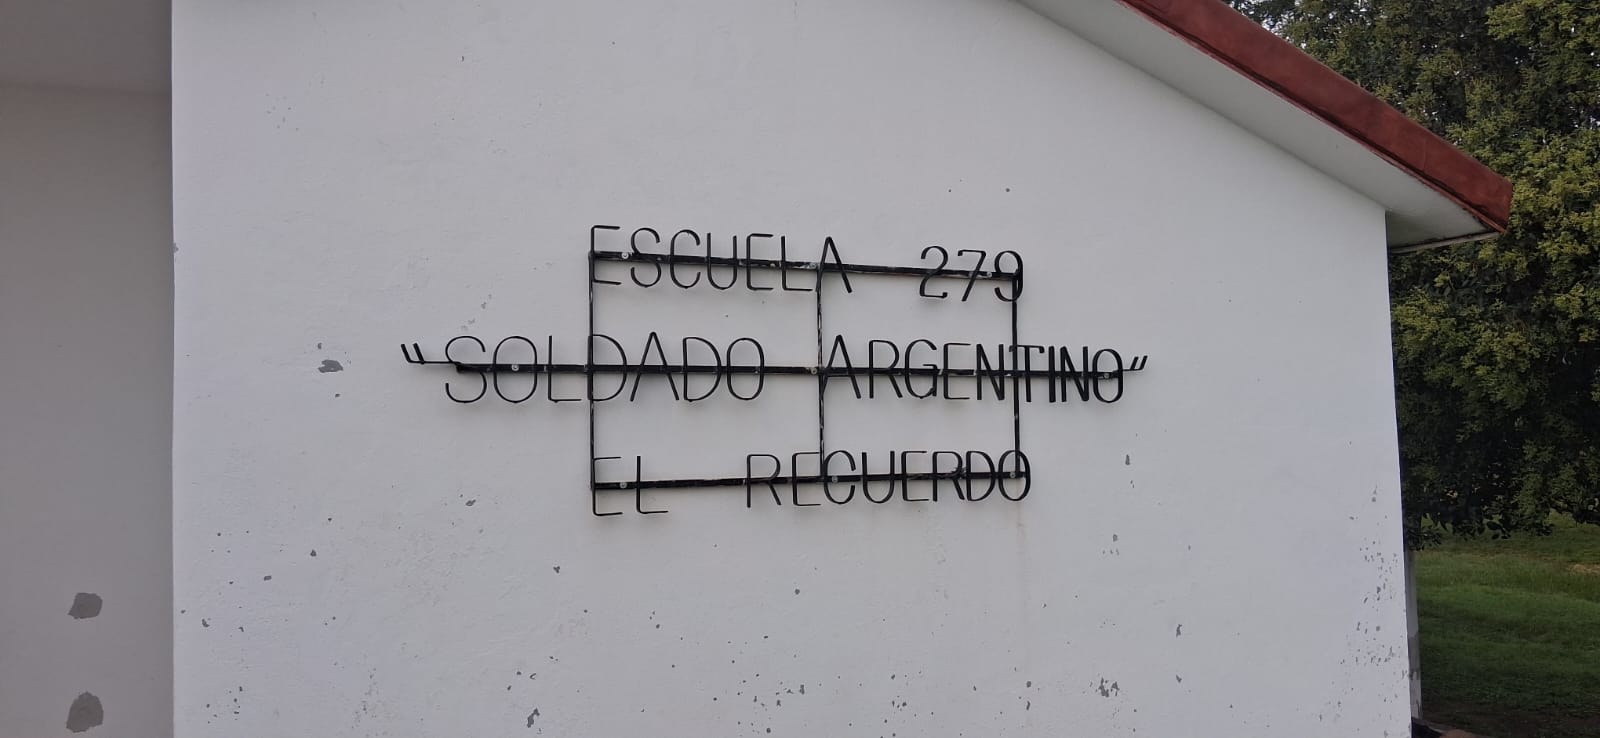 ESCUELA 279
"SOLDADO ARGENTINO"
EL RECUERDO